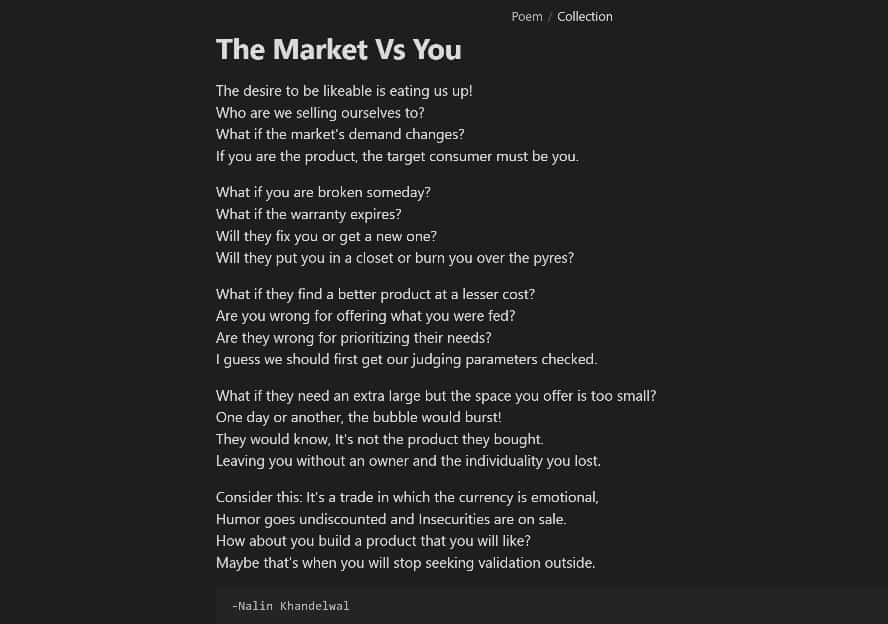 Poem / Collection
The Market Vs You
The desire to be likeable is eating us up!
Who are we selling ourselves to?
What if the market's demand changes?
If you are the product, the target consumer must be you.
What if you are broken someday?
What if the warranty expires?
Will they fix you or get a new one?
Will they put you in a closet or burn you over the pyres?
What if they find a better product at a lesser cost?
Are you wrong for offering what you were fed?
Are they wrong for prioritizing their needs?
I guess we should first get our judging parameters checked.
What if they need an extra large but the space you offer is too small?
One day or another, the bubble would burst!
They would know, It's not the product they bought.
Leaving you without an owner and the individuality you lost.
Consider this: It's a trade in which the currency is emotional,
Humor goes undiscounted and Insecurities are on sale.
How about you build a product that you will like?
Maybe that's when you will stop seeking validation outside.
-Nalin Khandelwal